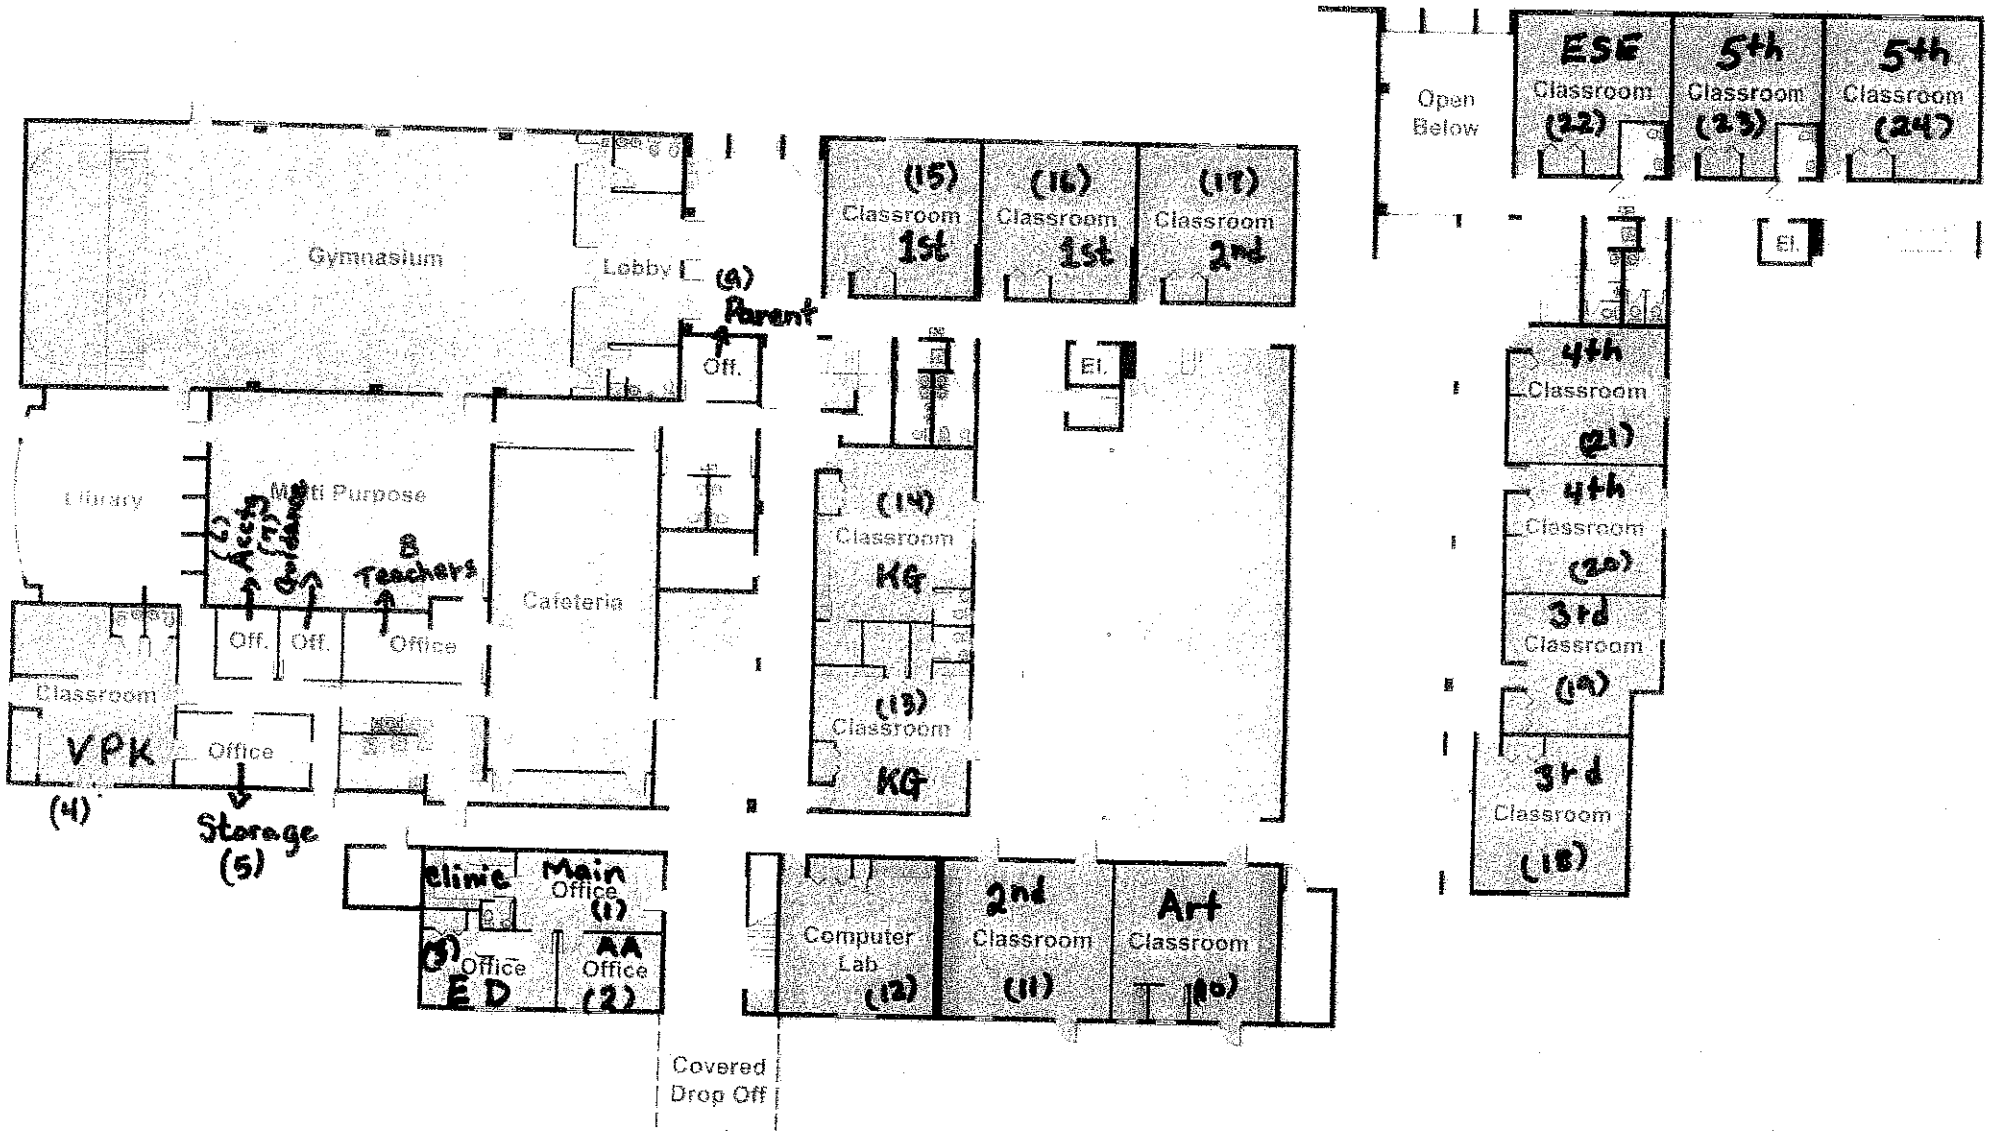 Gymnasium
Lobby
(9)
Parent
Off.
Library
Multi Purpose
(6)
Acctg
(7)
Guidance
8
Teachers
Off.
Off.
Office
Cafeteria
Classroom
VPK
(4)
Office
Storage
(5)
Clinic
Main
Office
(1)
(3)
Office
ED
AA
Office
(2)
Covered
Drop Off
(15)
Classroom
1st
(16)
Classroom
1st
(17)
Classroom
2nd
El.
(14)
Classroom
KG
(13)
Classroom
KG
Computer
Lab
(12)
2nd
Classroom
(11)
Art
Classroom
(10)
Open
Below
ESE
Classroom
(22)
5th
Classroom
(23)
5th
Classroom
(24)
El.
4th
Classroom
(21)
4th
Classroom
(20)
3rd
Classroom
(19)
3rd
Classroom
(18)